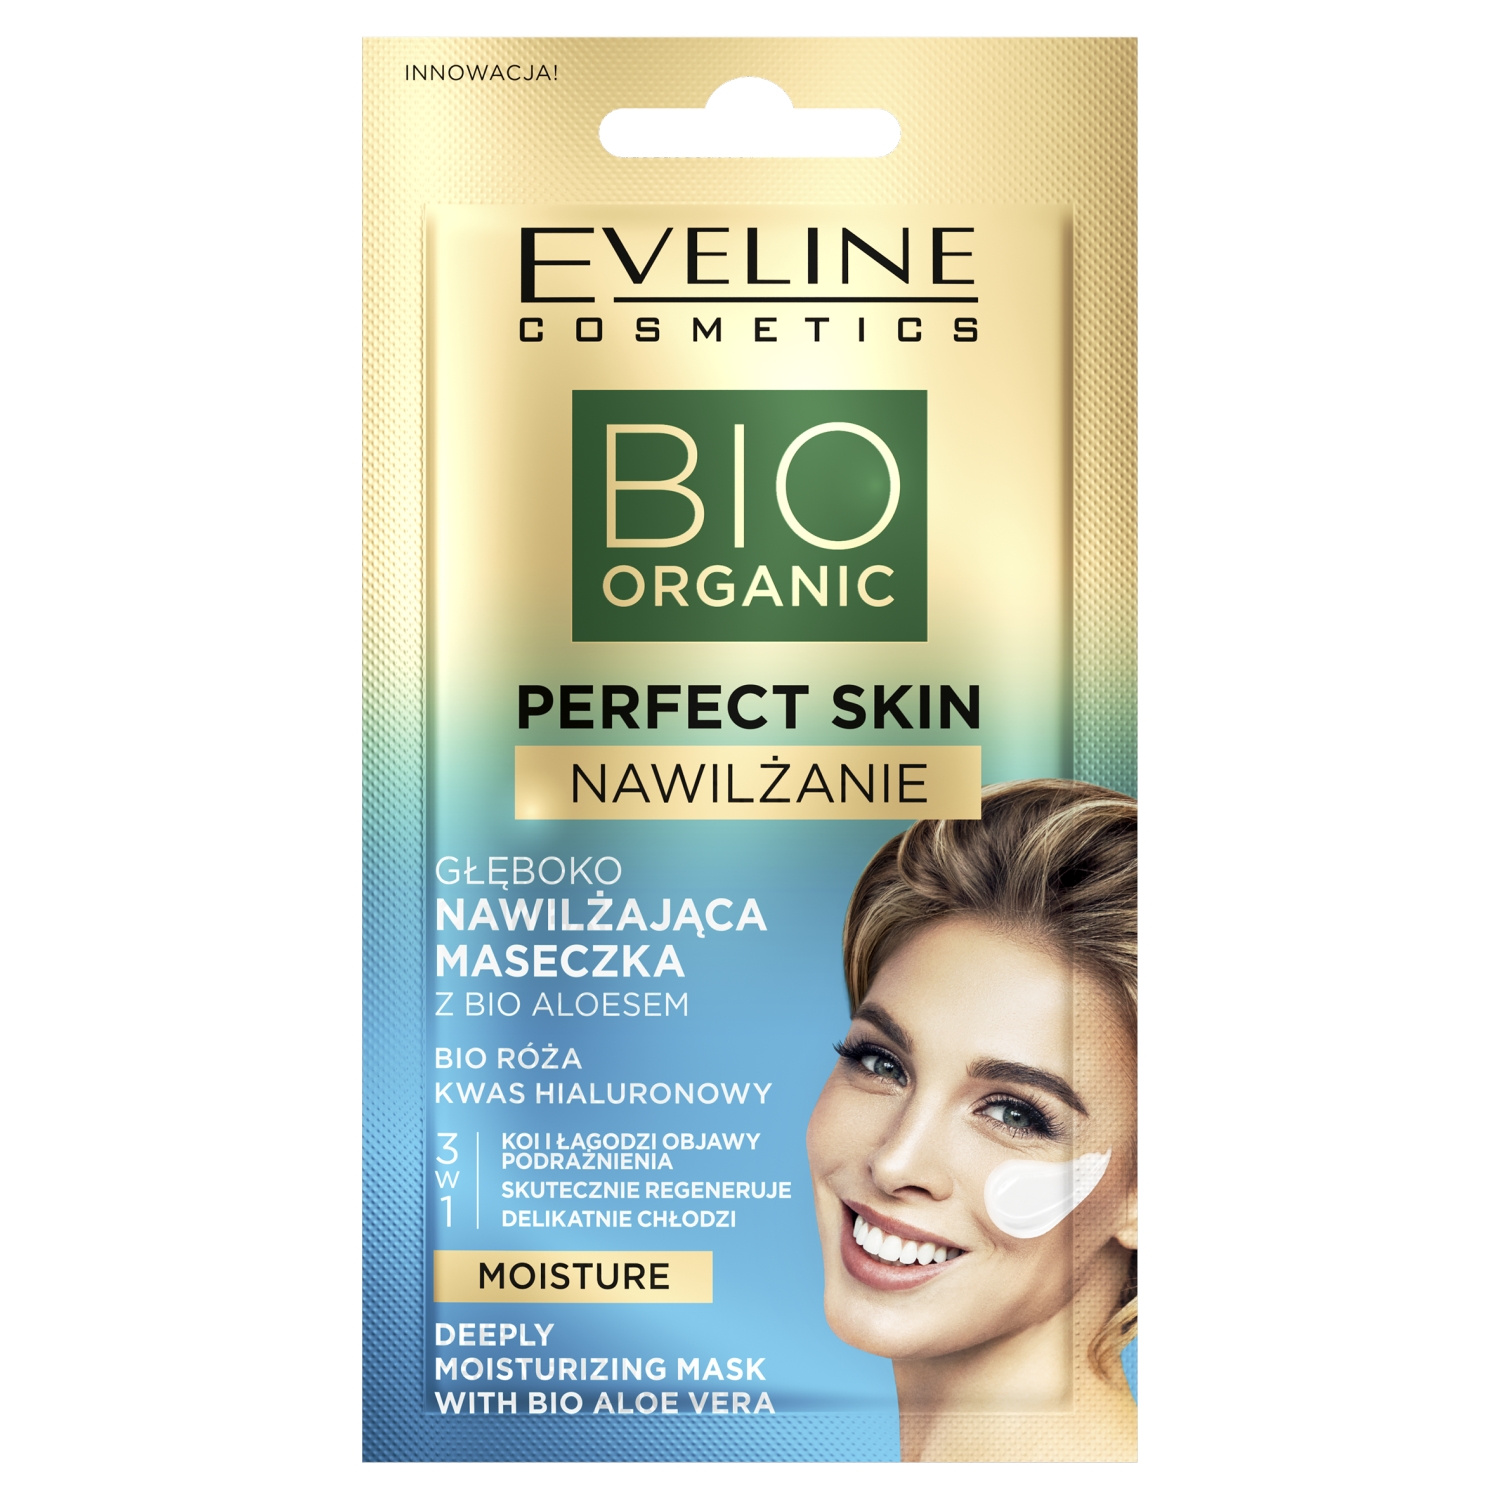 INNOWACJA!
EVELINE
COSMETICS
BIO
ORGANIC
PERFECT SKIN
NAWILŻANIE
GŁĘBOKO
NAWILŻAJĄCA
MASECZKA
Z BIO ALOESEM
BIO RÓŻA
KWAS HIALURONOWY
3
W
1
KOI I ŁAGODZI OBJAWY
PODRAŻNIENIA
SKUTECZNIE REGENERUJE
DELIKATNIE CHŁODZI
MOISTURE
DEEPLY
MOISTURIZING MASK
WITH BIO ALOE VERA